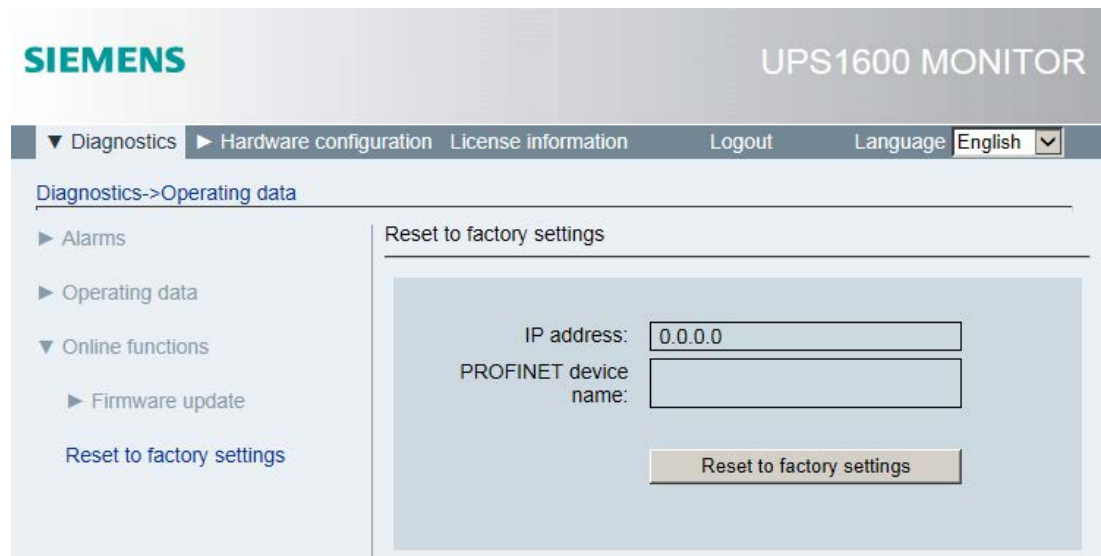 SIEMENS
UPS1600 MONITOR
▼ Diagnostics ► Hardware configuration License information Logout Language English
Diagnostics->Operating data
► Alarms
► Operating data
▼ Online functions
► Firmware update
Reset to factory settings
Reset to factory settings
IP address: 0.0.0.0
PROFINET device
name:
Reset to factory settings